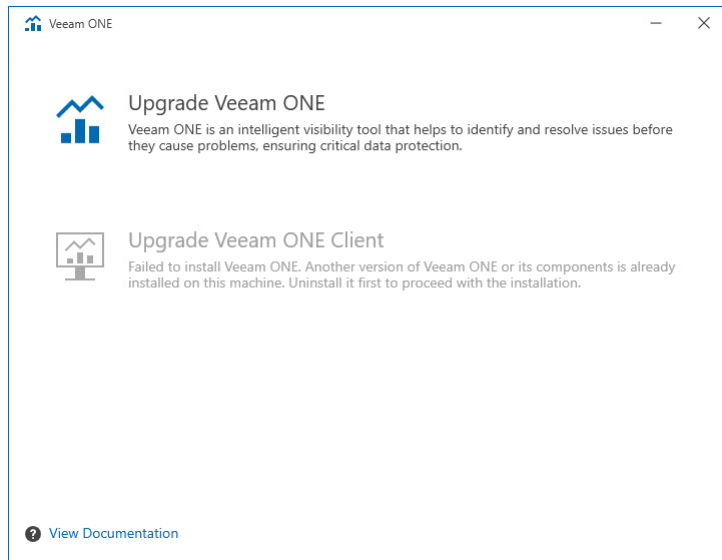 Veeam ONE
Upgrade Veeam ONE
Veeam ONE is an intelligent visibility tool that helps to identify and resolve issues before
they cause problems, ensuring critical data protection.
Upgrade Veeam ONE Client
Failed to install Veeam ONE. Another version of Veeam ONE or its components is already
installed on this machine. Uninstall it first to proceed with the installation.
? View Documentation